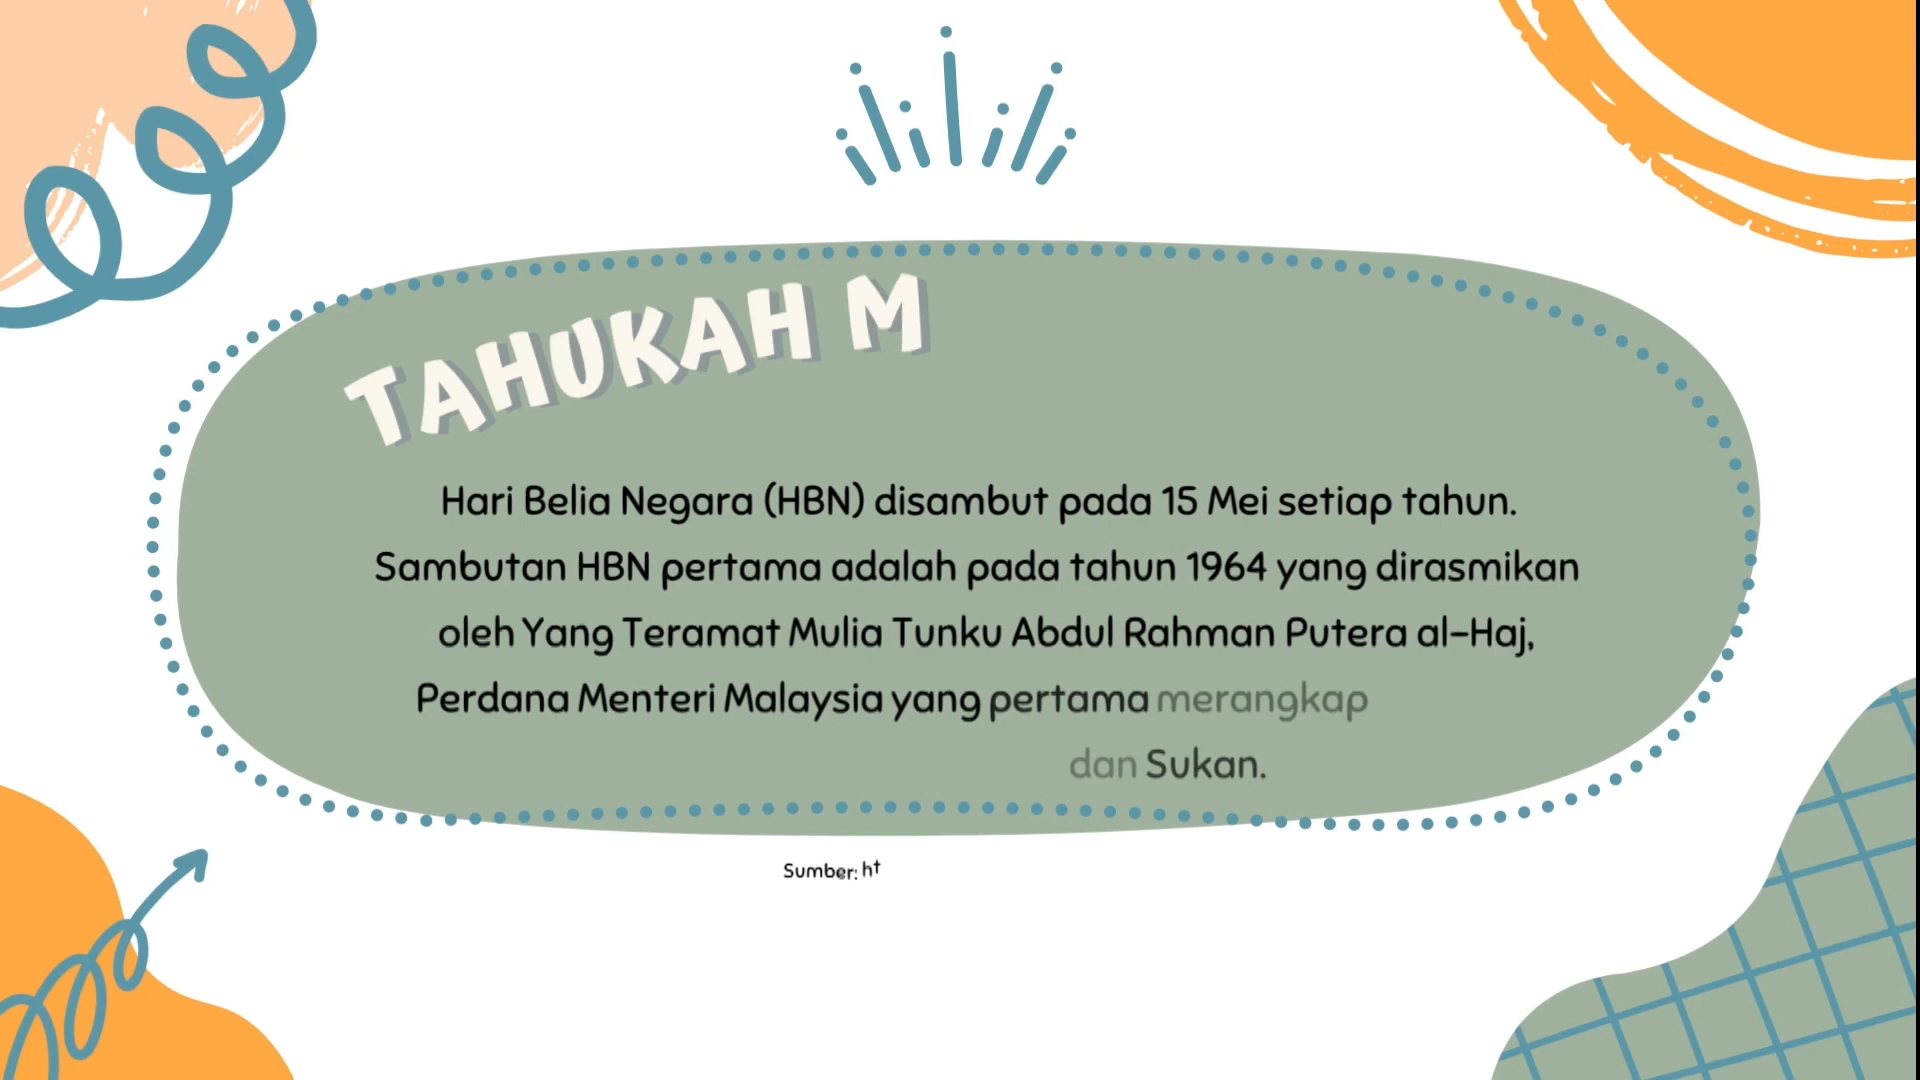 TAHUKAH M
Hari Belia Negara (HBN) disambut pada 15 Mei setiap tahun.
Sambutan HBN pertama adalah pada tahun 1964 yang dirasmikan
oleh Yang Teramat Mulia Tunku Abdul Rahman Putera al-Haj,
Perdana Menteri Malaysia yang pertama merangkap
dan Sukan.
Sumber: ht